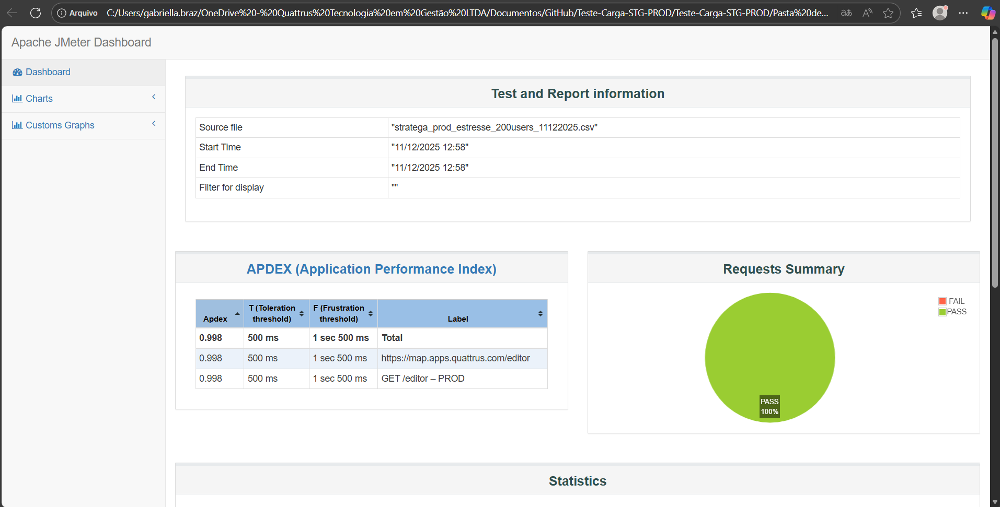 Arquivo C:/Users/gabriella.braz/OneDrive%20-%20Quattrus%20Tecnologia%20em%20Gestão%20LTDA/Documentos/GitHub/Teste-Carga-STG-PROD/Teste-Carga-STG-PROD/Pasta%20de...
Apache JMeter Dashboard
Dashboard
Charts
Customs Graphs
Test and Report information
Source file "stratega_prod_estresse_200users_11122025.csv"
Start Time "11/12/2025 12:58"
End Time "11/12/2025 12:58"
Filter for display ""
APDEX (Application Performance Index)
Apdex T (Toleration threshold) F (Frustration threshold) Label
0.998 500 ms 1 sec 500 ms Total
0.998 500 ms 1 sec 500 ms https://map.apps.quattrus.com/editor
0.998 500 ms 1 sec 500 ms GET /editor – PROD
Requests Summary
FAIL
PASS
PASS
100%
Statistics